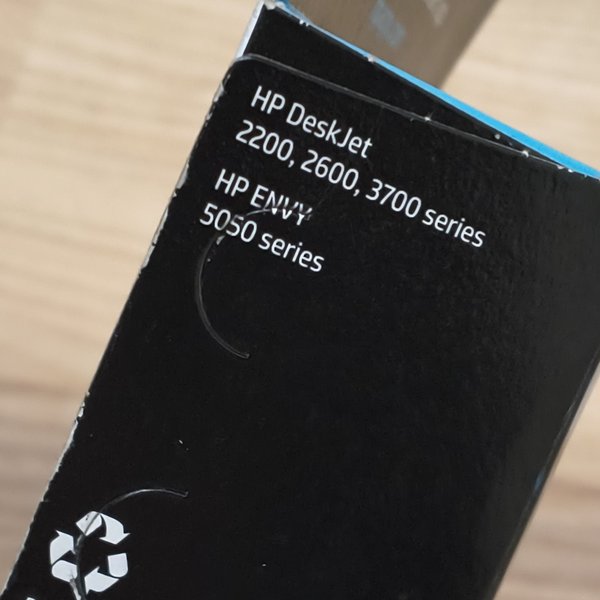 HP DeskJet
2200, 2600, 3700 series
HP ENVY
5050 series